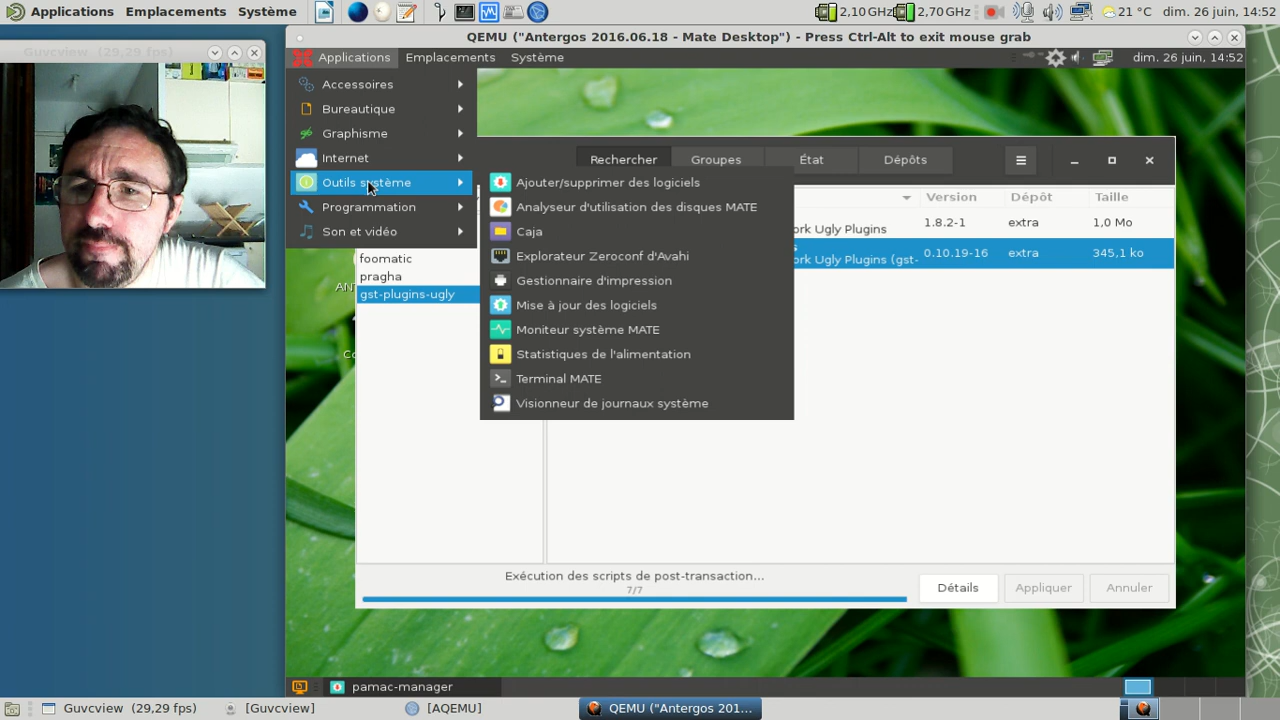 Applications Emplacements Système
2,10 GHz 2,70 GHz 21 °C dim. 26 juin, 14:52
Guvcview (29.29 fps)
QEMU ("Antergos 2016.06.18 - Mate Desktop") - Press Ctrl-Alt to exit mouse grab
Applications Emplacements Système
dim. 26 juin, 14:52
Accessoires
Bureautique
Graphisme
Internet
Outils système
Programmation
Son et vidéo
Ajouter/supprimer des logiciels
Analyseur d'utilisation des disques MATE
Caja
Explorateur Zeroconf d'Avahi
Gestionnaire d'impression
Mise à jour des logiciels
Moniteur système MATE
Statistiques de l'alimentation
Terminal MATE
Visionneur de journaux système
Rechercher Groupes État Dépôts
Version Dépôt Taille
ork Ugly Plugins 1.8.2-1 extra 1,0 Mo
s
ork Ugly Plugins (gst- 0.10.19-16 extra 345,1 ko
foomatic
pragha
gst-plugins-ugly
AN
Co
Exécution des scripts de post-transaction...
7/7
Détails Appliquer Annuler
pamac-manager
Guvcview (29,29 fps) [Guvcview] [AQEMU] QEMU ("Antergos 201...